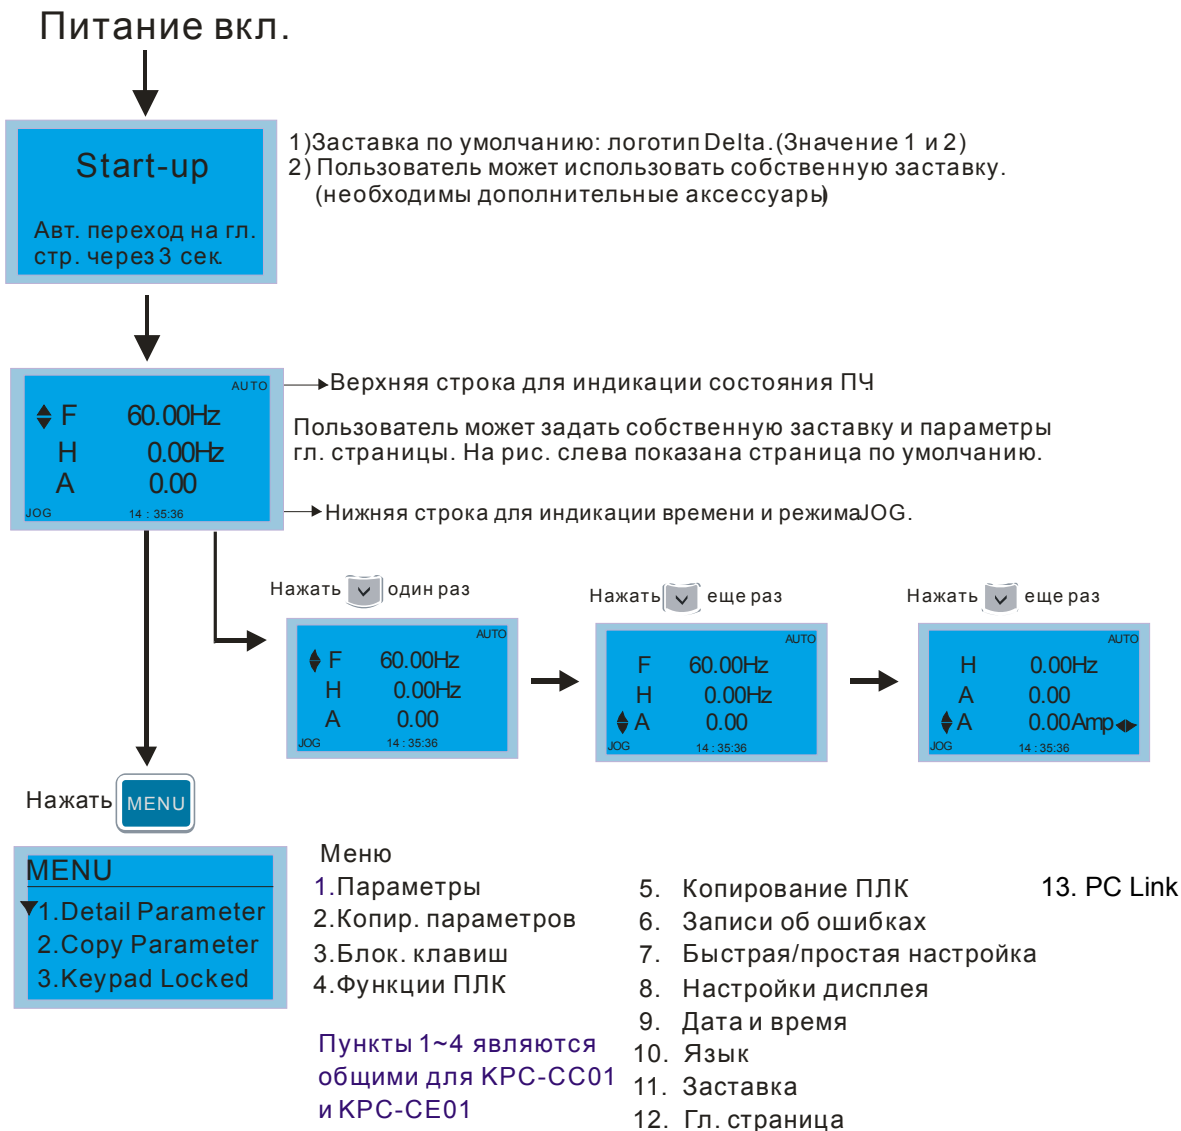 Питание вкл.
Start-up
Авт. переход на гл.
стр. через 3 сек.
1)Заставка по умолчанию: логотип Delta.(Значение 1 и 2)
2) Пользователь может использовать собственную заставку.
(необходимы дополнительные аксессуары)
AUTO
F 60.00Hz
H 0.00Hz
A 0.00
JOG 14 : 35:36
Верхняя строка для индикации состояния ПЧ
Пользователь может задать собственную заставку и параметры
гл. страницы. На рис. слева показана страница по умолчанию.
Нижняя строка для индикации времени и режима JOG.
Нажать один раз
AUTO
F 60.00Hz
H 0.00Hz
A 0.00
JOG 14 : 35:36
Нажать еще раз
AUTO
F 60.00Hz
H 0.00Hz
A 0.00
JOG 14 : 35:36
Нажать еще раз
AUTO
H 0.00Hz
A 0.00
A 0.00Amp
JOG 14 : 35:36
Нажать MENU
MENU
1.Detail Parameter
2.Copy Parameter
3.Keypad Locked
Меню
1.Параметры
2.Копир. параметров
3.Блок. клавиш
4.Функции ПЛК
Пункты 1~4 являются
общими для KPC-CC01
и KPC-CE01
5. Копирование ПЛК
6. Записи об ошибках
7. Быстрая/простая настройка
8. Настройки дисплея
9. Дата и время
10. Язык
11. Заставка
12. Гл. страница
13. PC Link